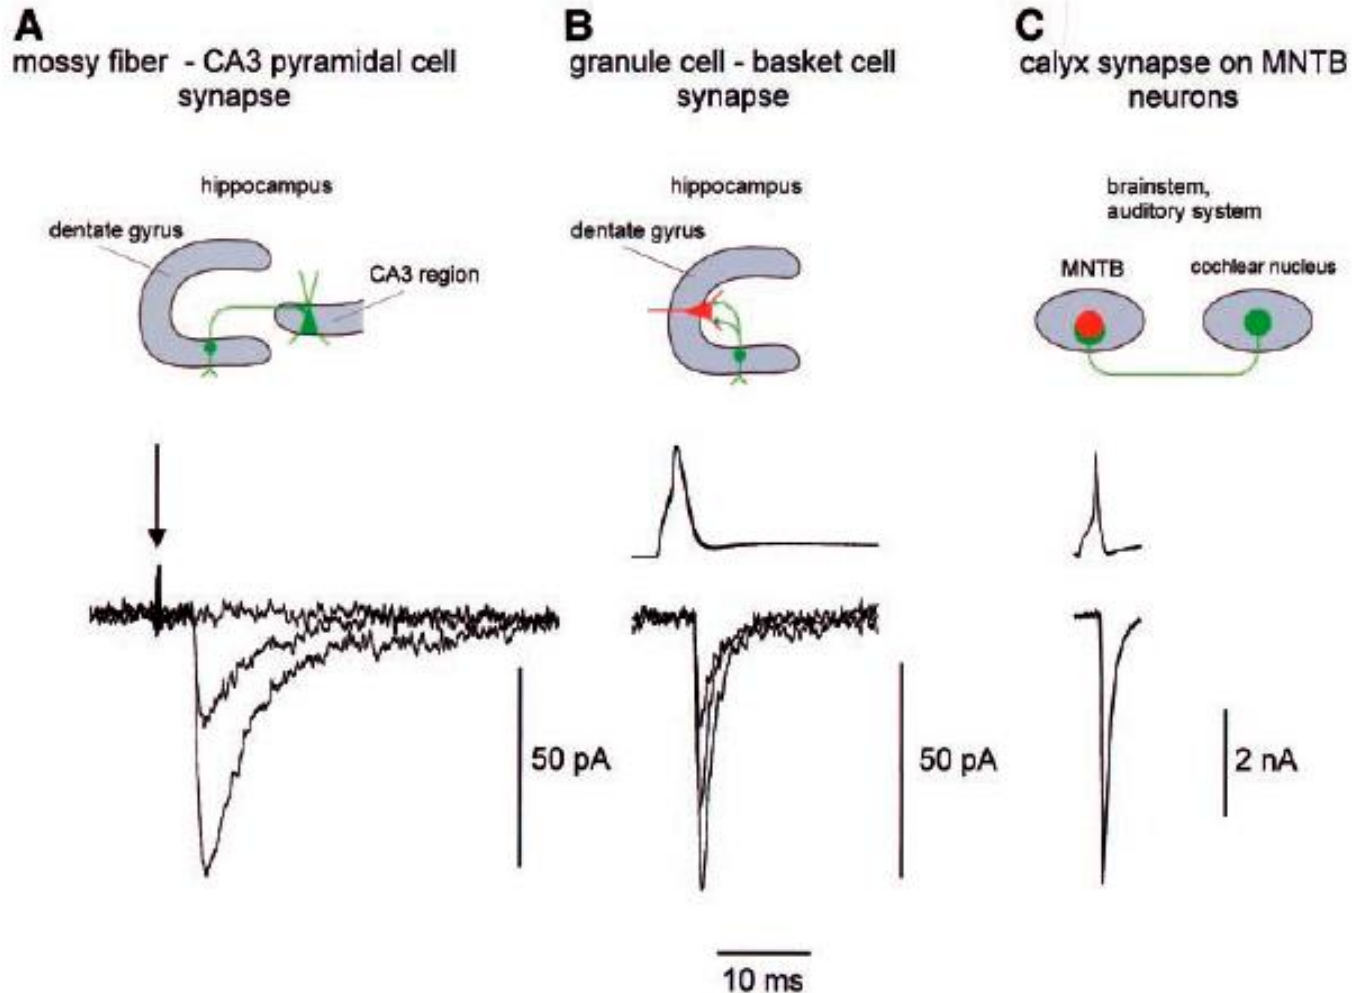 A
mossy fiber - CA3 pyramidal cell
synapse
hippocampus
dentate gyrus
CA3 region
50 pA
B
granule cell - basket cell
synapse
hippocampus
dentate gyrus
50 pA
10 ms
C
calyx synapse on MNTB
neurons
brainstem,
auditory system
MNTB
cochlear nucleus
2 nA